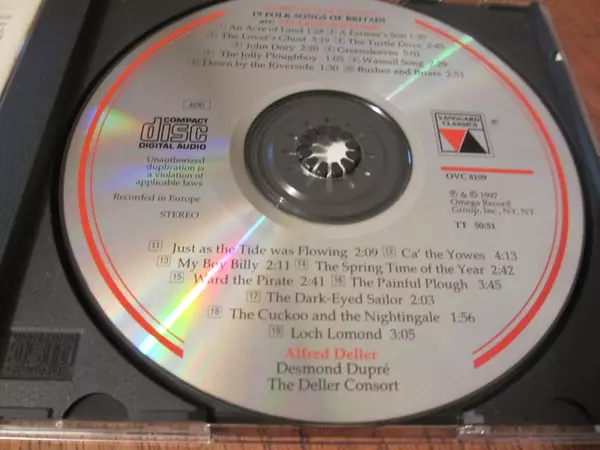 19 FOLK SONGS OF BRITAIN
An Acre of Land 1:28 A Farmer's Son 1:30
The Lover's Ghost 3:19 The Turtle Dove 2:45
John Dory 2:20 Greensleeves 5:01
The Jolly Ploughboy 1:05 Wassail Song 2:29
Down by the Riverside 1:30 Bushes and Briars 2:51
ADD
COMPACT
disc
DIGITAL AUDIO
Unauthorized
duplication is
a violation of
applicable laws
Recorded in Europe
STEREO
VANGUARD
CLASSICS
®
OVC 8109
℗ & © 1997
Omega Record
Group, Inc., NY, NY
TT 50:51
11 Just as the Tide was Flowing 2:09 12 Ca' the Yowes 4:13
13 My Boy Billy 2:11 14 The Spring Time of the Year 2:42
15 Ward the Pirate 2:41 16 The Painful Plough 3:45
17 The Dark-Eyed Sailor 2:03
18 The Cuckoo and the Nightingale 1:56
19 Loch Lomond 3:05
Alfred Deller
Desmond Dupré
The Deller Consort